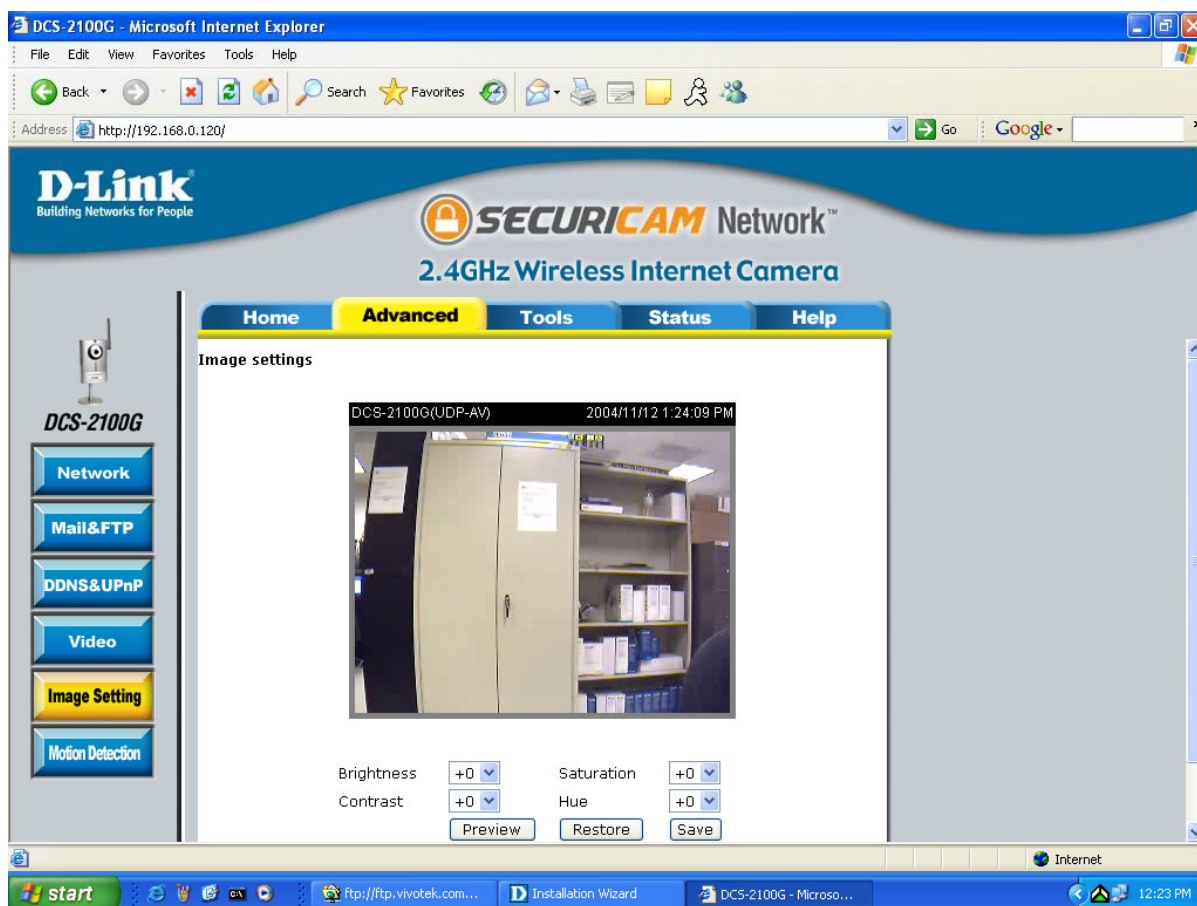 DCS-2100G - Microsoft Internet Explorer
File Edit View Favorites Tools Help
Back Search Favorites
Address http://192.168.0.120/ Go Google
D-Link®
Building Networks for People
SECURICAM Network™
2.4GHz Wireless Internet Camera
Home Advanced Tools Status Help
Image settings
DCS-2100G(UDP-AV) 2004/11/12 1:24:09 PM
DCS-2100G
Network
Mail&FTP
DDNS&UPnP
Video
Image Setting
Motion Detection
Brightness +0 Saturation +0
Contrast +0 Hue +0
Preview Restore Save
Internet
start ftp://ftp.vivotek.com... Installation Wizard DCS-2100G - Microso... 12:23 PM